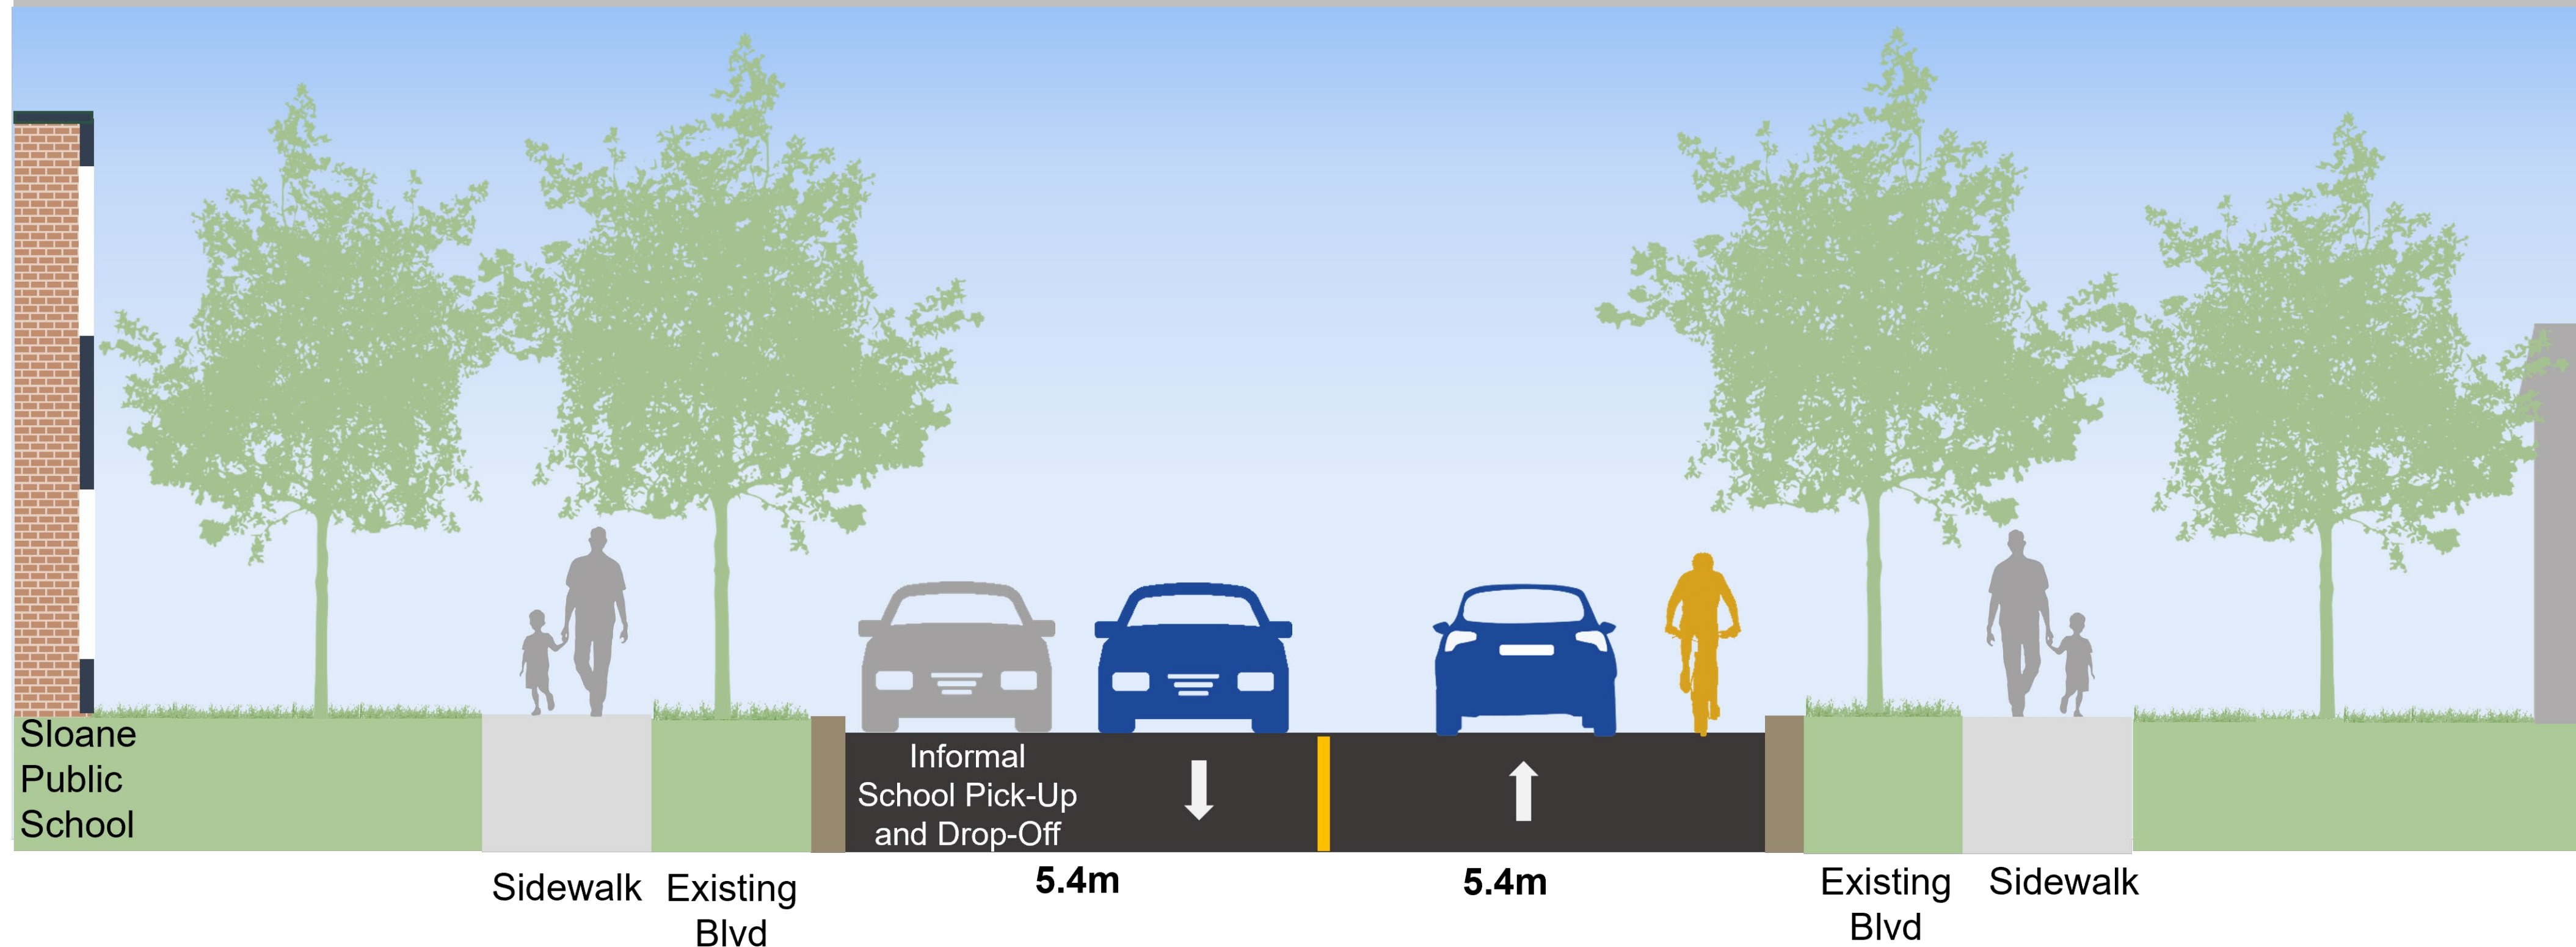 Sloane
Public
School
Informal
School Pick-Up
and Drop-Off
Sidewalk
Existing
Blvd
5.4m
5.4m
Existing
Blvd
Sidewalk